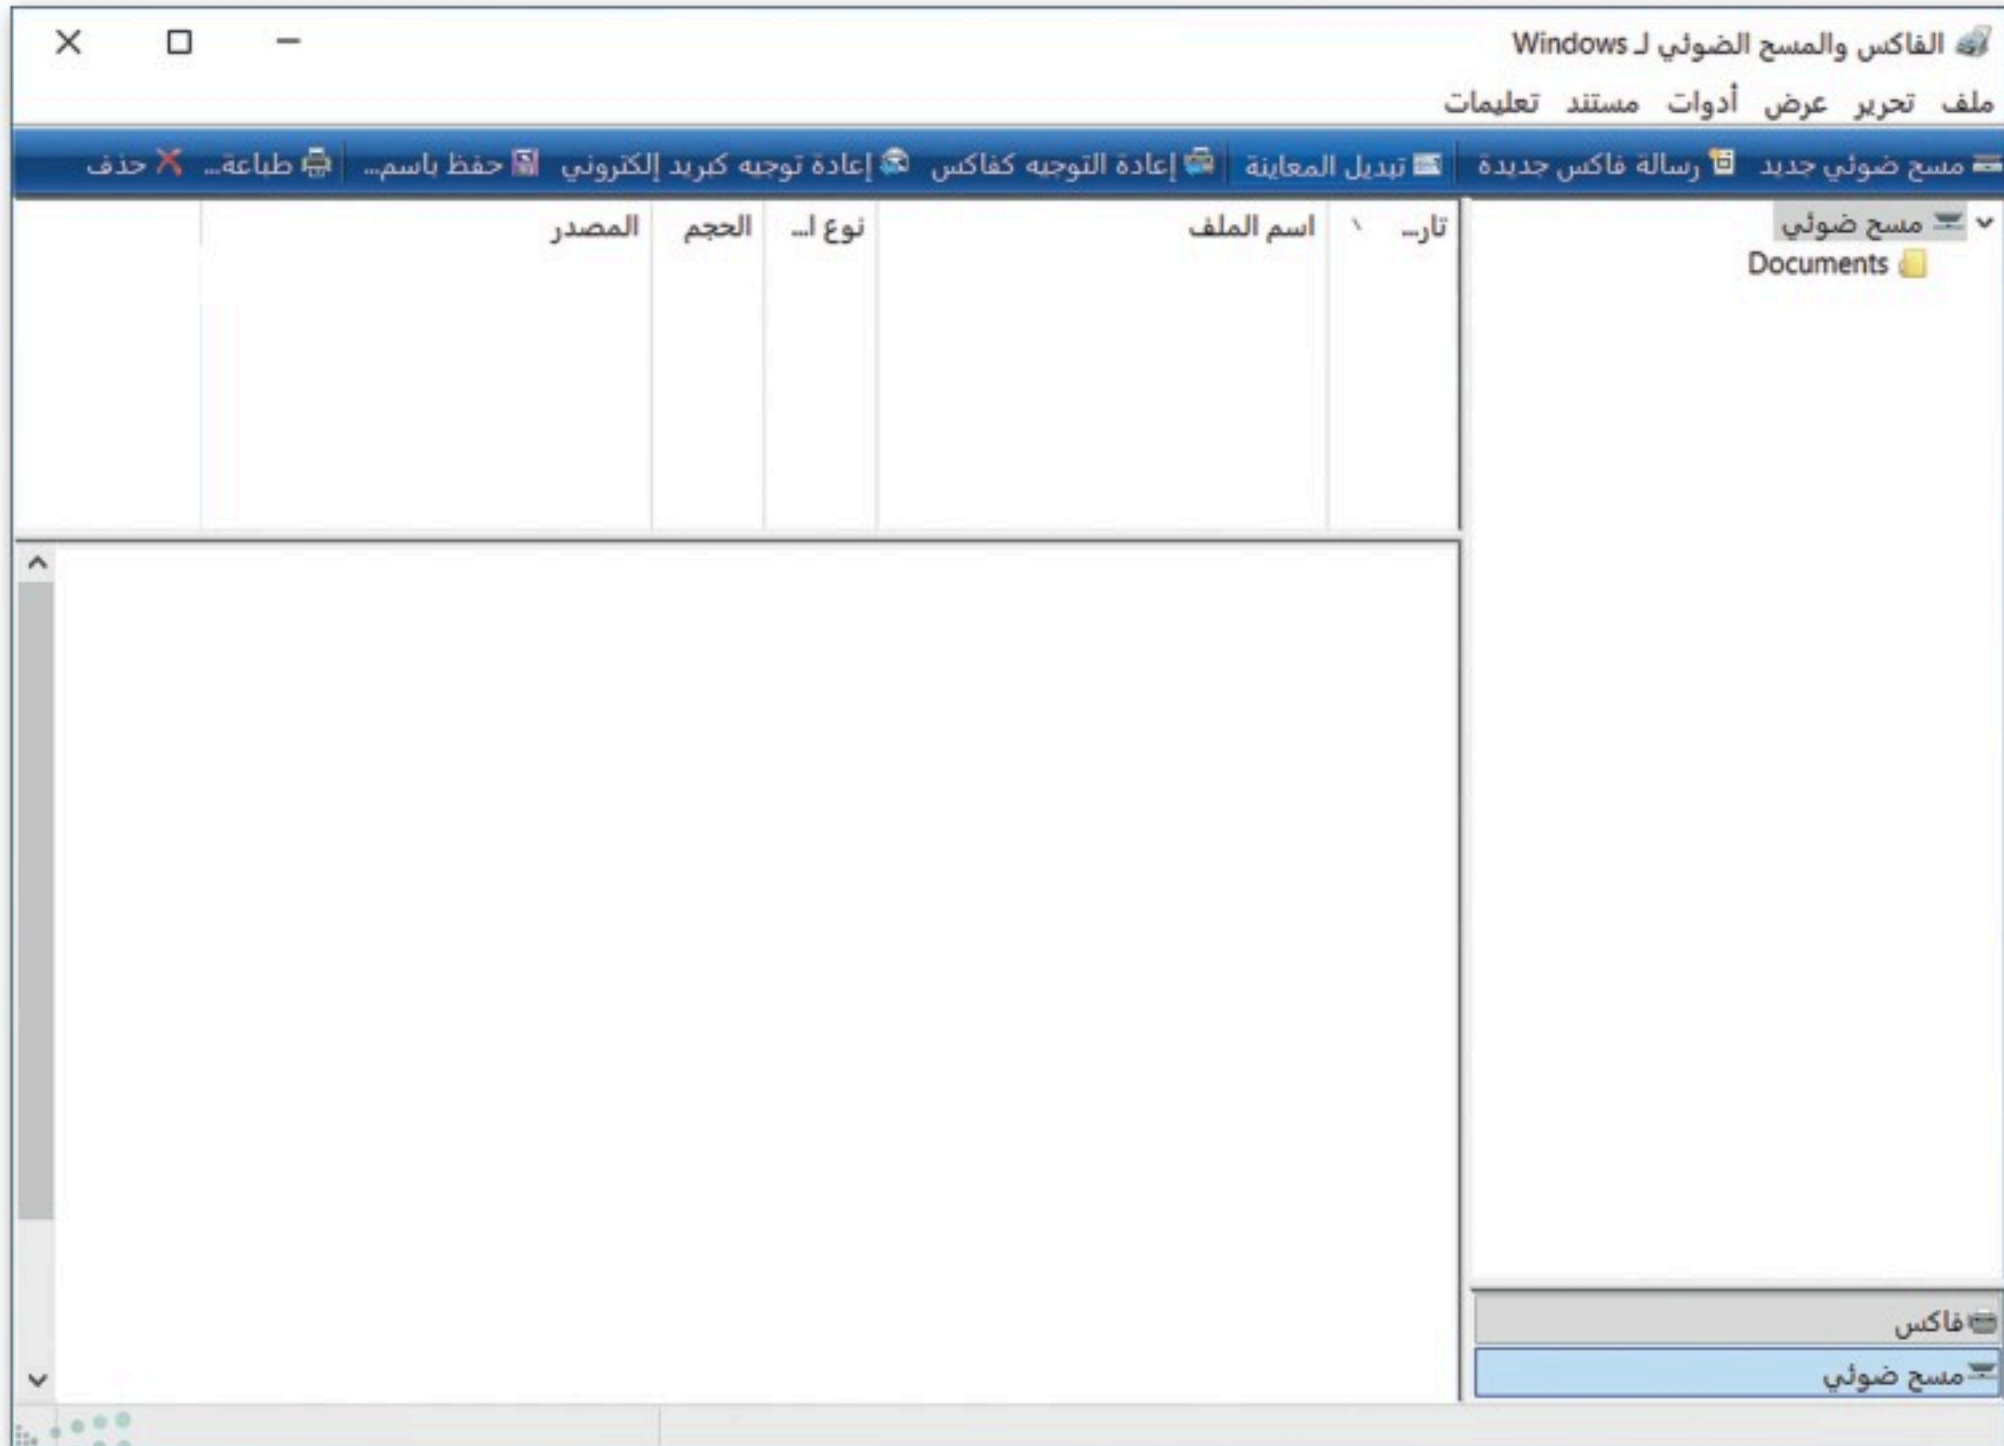 الفاكس والمسح الضوئي لـ Windows
ملف تحرير عرض أدوات مستند تعليمات
مسح ضوئي جديد رسالة فاكس جديدة تبديل المعاينة إعادة التوجيه كفاكس إعادة توجيه كبريد إلكتروني حفظ باسم... طباعة... حذف
مسح ضوئي
Documents
تار... اسم الملف نوع ا... الحجم المصدر
فاكس
مسح ضوئي